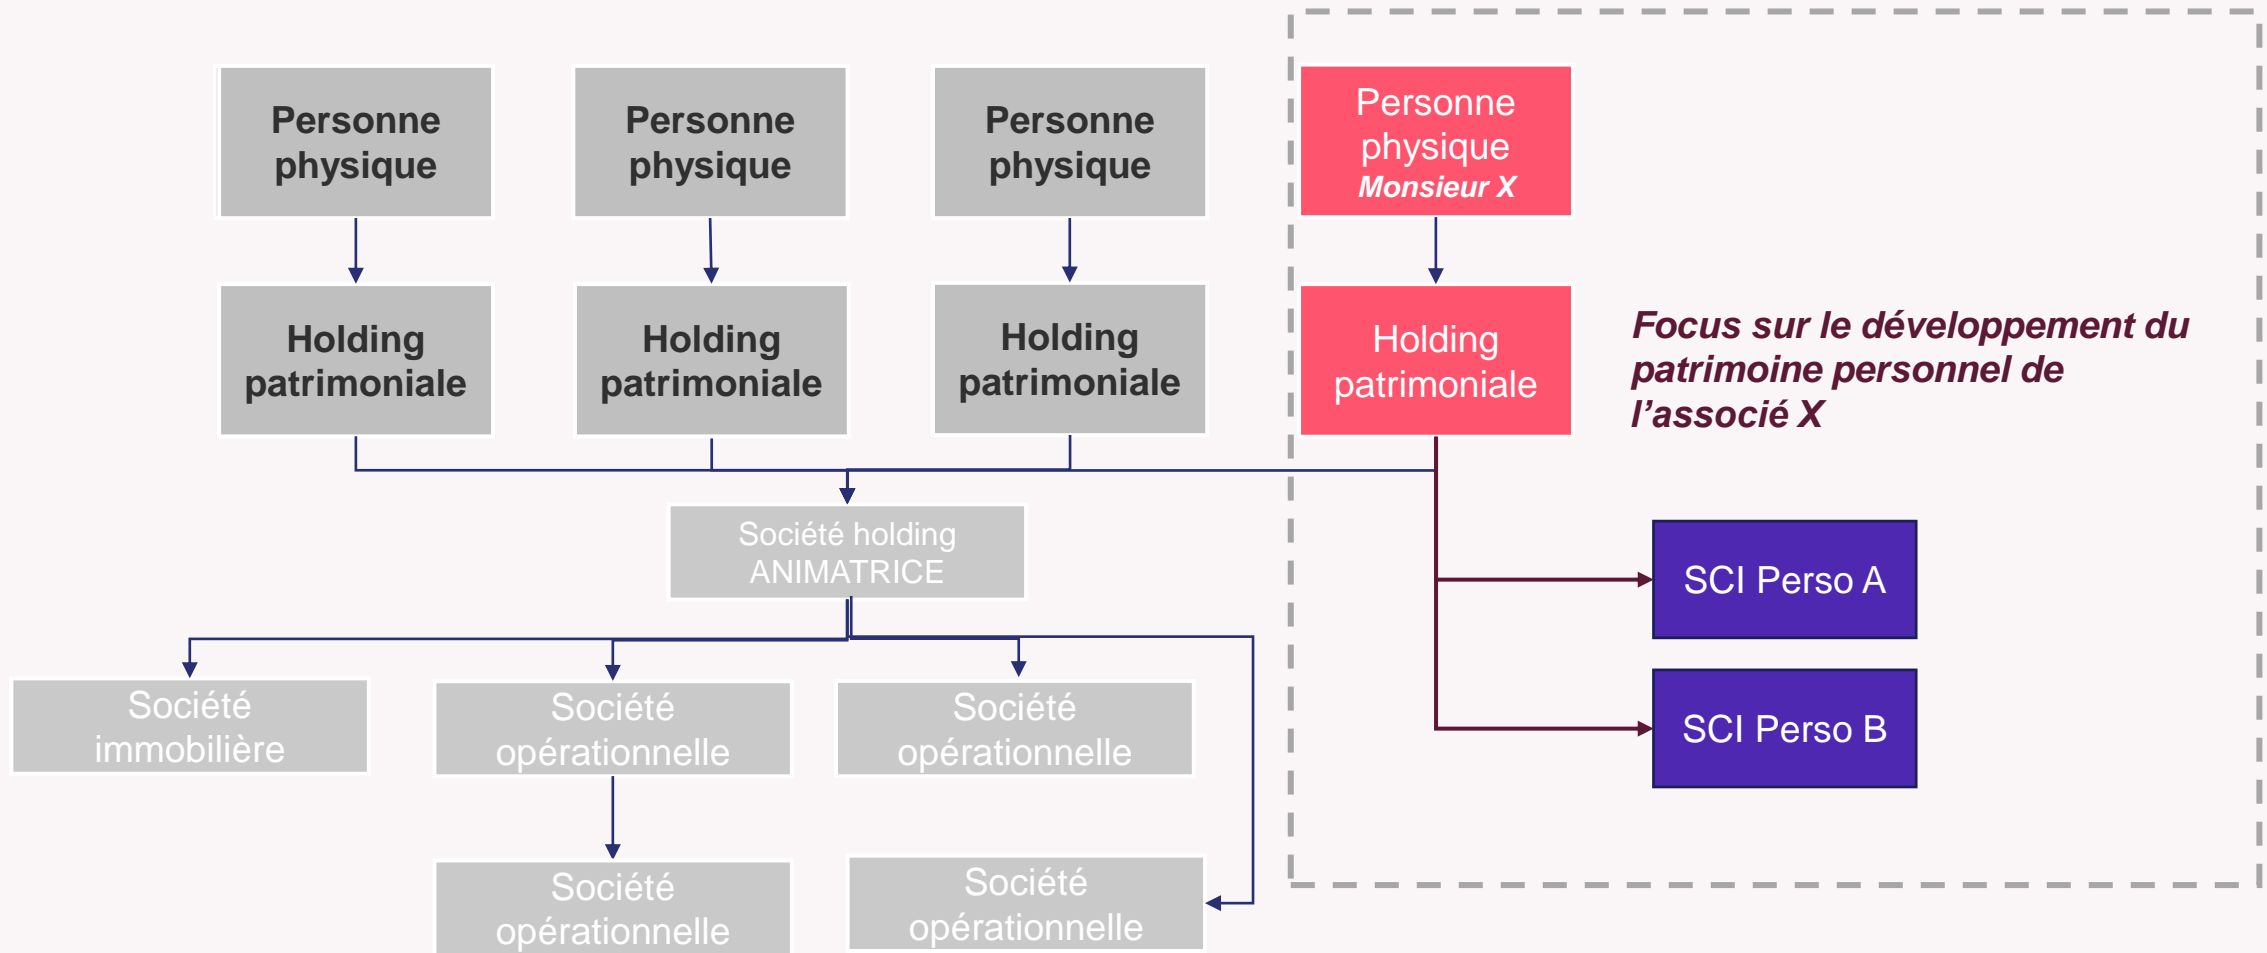 Personne
physique
Personne
physique
Personne
physique
Personne
physique
Monsieur X
Holding
patrimoniale
Holding
patrimoniale
Holding
patrimoniale
Holding
patrimoniale
Focus sur le développement du
patrimoine personnel de
l’associé X
Société holding
ANIMATRICE
SCI Perso A
SCI Perso B
Société
immobilière
Société
opérationnelle
Société
opérationnelle
Société
opérationnelle
Société
opérationnelle